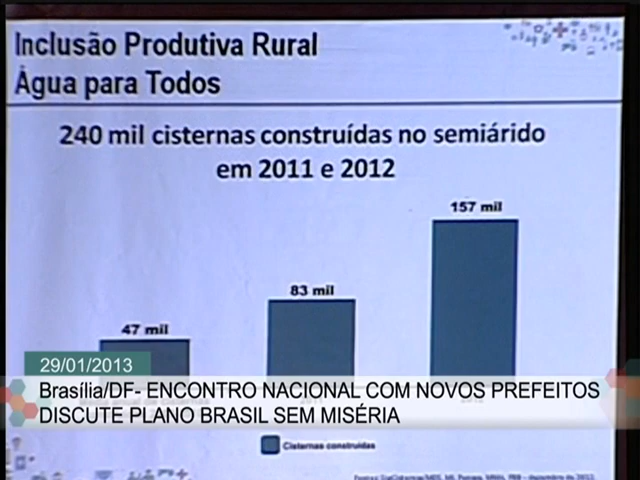 Inclusão Produtiva Rural
Água para Todos
240 mil cisternas construídas no semiárido
em 2011 e 2012
157 mil
83 mil
47 mil
29/01/2013
Brasília/DF- ENCONTRO NACIONAL COM NOVOS PREFEITOS
DISCUTE PLANO BRASIL SEM MISÉRIA
Cisternas construídas